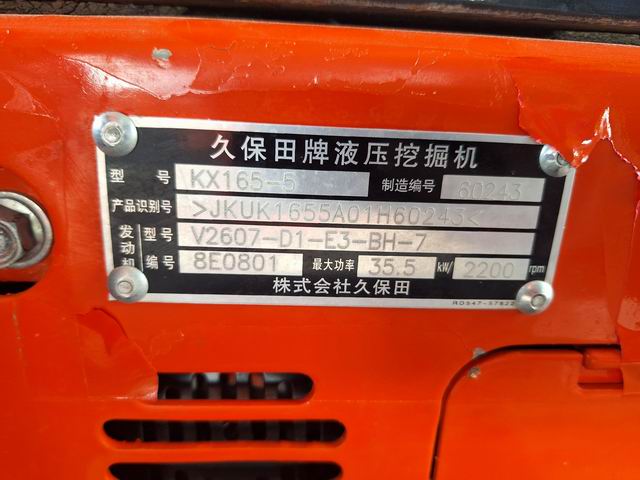 久保田牌液压挖掘机
型 号 KX165-5 制造编号 60243
产品识别号 >JKUK1655A01H60243<
发动机 型号 V2607-D1-E3-BH-7
编号 8E0801 最大功率 35.5 kW/ 2200 rpm
株式会社久保田